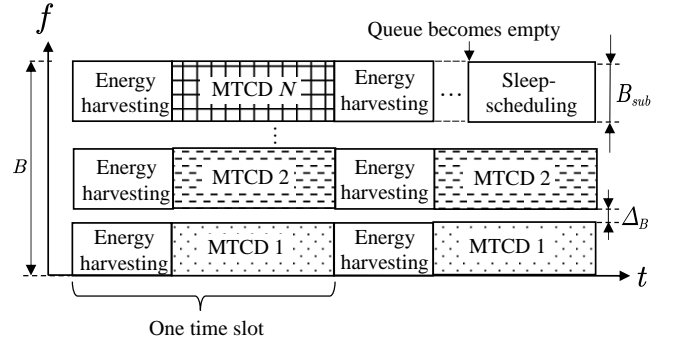 f
Queue becomes empty
Energy
harvesting
MTCD N
Energy
harvesting
...
Sleep-
scheduling
B_sub
⋮
B
Energy
harvesting
MTCD 2
Energy
harvesting
MTCD 2
Δ_B
Energy
harvesting
MTCD 1
Energy
harvesting
MTCD 1
t
One time slot